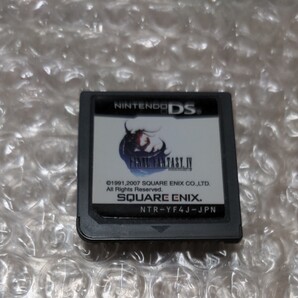 NINTENDO DS
FINAL FANTASY IV
©1991,2007 SQUARE ENIX CO.,LTD.
All Rights Reserved.
SQUARE ENIX.
NTR-YF4J-JPN